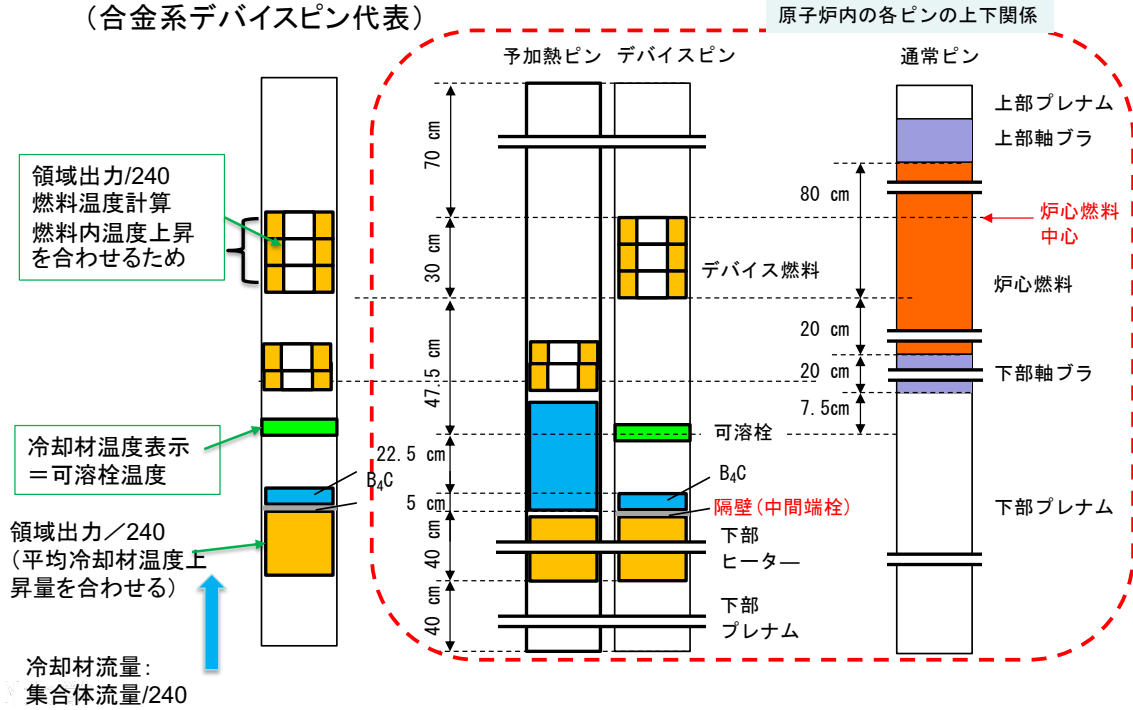 (合金系デバイスピン代表)
原子炉内の各ピンの上下関係
予加熱ピン
デバイスピン
通常ピン
領域出力/240
燃料温度計算
燃料内温度上昇
を合わせるため
冷却材温度表示
=可溶栓温度
B₄C
領域出力/240
(平均冷却材温度上
昇量を合わせる)
冷却材流量:
集合体流量/240
70 cm
30 cm
47.5 cm
22.5 cm
5 cm
40 cm
40 cm
デバイス燃料
可溶栓
B₄C
隔壁(中間端栓)
下部
ヒーター
下部
プレナム
80 cm
20 cm
20 cm
7.5cm
上部プレナム
上部軸ブラ
炉心燃料
中心
炉心燃料
下部軸ブラ
下部プレナム